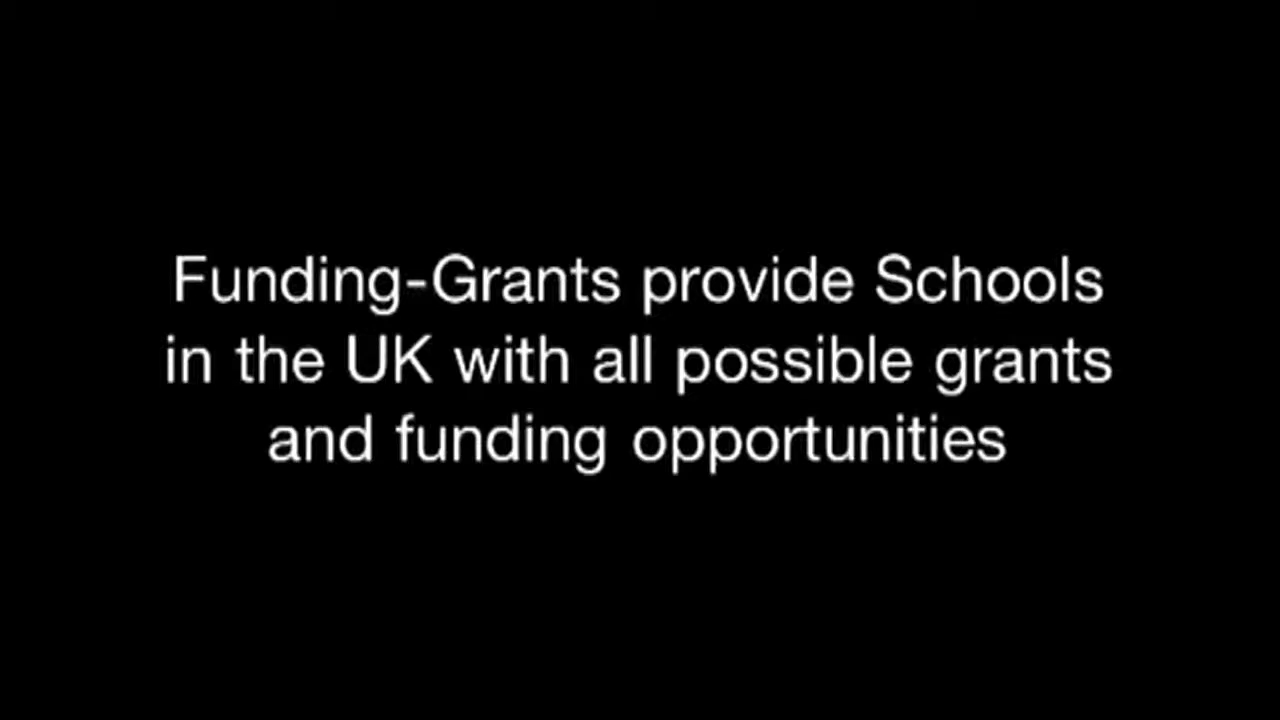 Funding-Grants provide Schools
in the UK with all possible grants
and funding opportunities